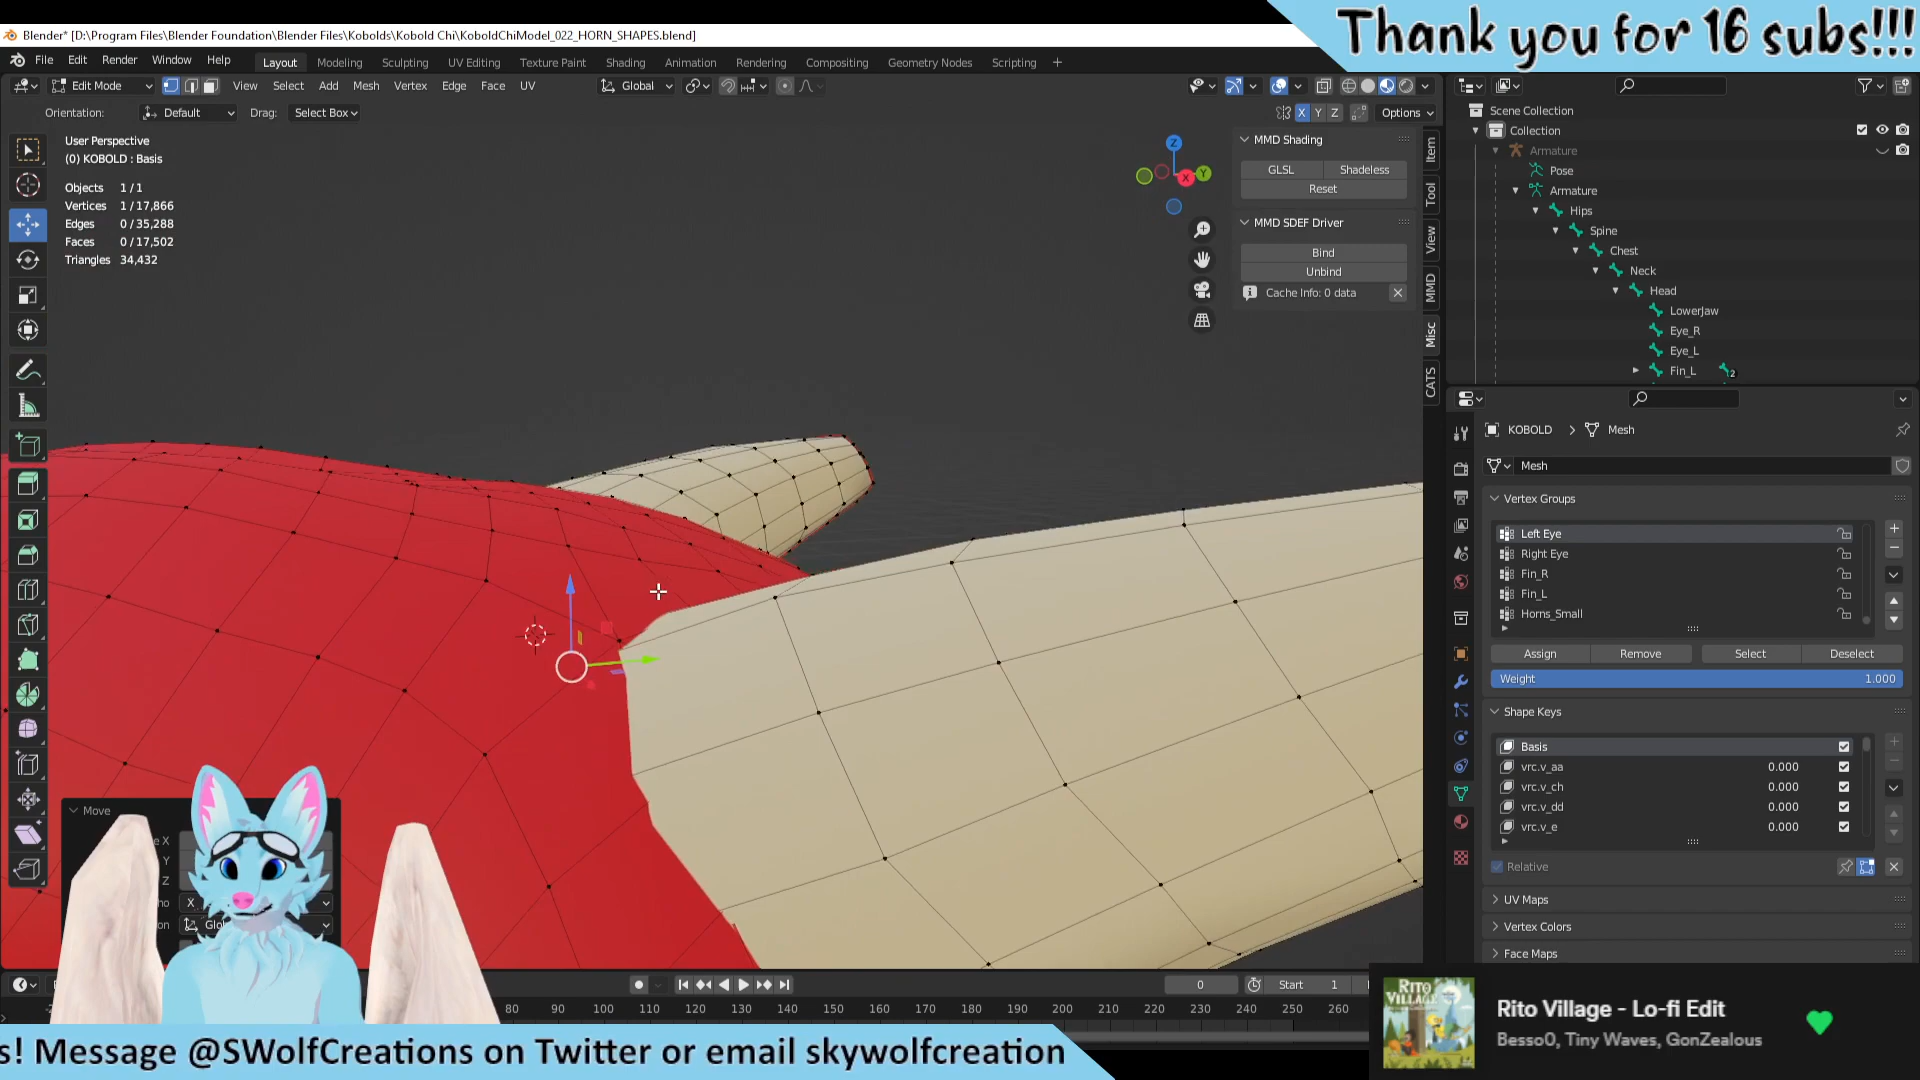 Thank you for 16 subs!!!
Blender* [D:\Program Files\Blender Foundation\Blender Files\Kobolds\Kobold Chi\KoboldChiModel_022_HORN_SHAPES.blend]
File Edit Render Window Help Layout Modeling Sculpting UV Editing Texture Paint Shading Animation Rendering Compositing Geometry Nodes Scripting +
Edit Mode View Select Add Mesh Vertex Edge Face UV Global
Orientation: Default Drag: Select Box X Y Z Options
User Perspective
(0) KOBOLD : Basis
Objects 1 / 1
Vertices 1 / 17,866
Edges 0 / 35,288
Faces 0 / 17,502
Triangles 34,432
Z
Y
X
MMD Shading
GLSL Shadeless
Reset
MMD SDEF Driver
Bind
Unbind
Cache Info: 0 data
Item
Tool
View
MMD
Misc
CATS
Scene Collection
Collection
Armature
Pose
Armature
Hips
Spine
Chest
Neck
Head
LowerJaw
Eye_R
Eye_L
Fin_L 2
KOBOLD > Mesh
Mesh
Vertex Groups
Left Eye
Right Eye
Fin_R
Fin_L
Horns_Small
Assign Remove Select Deselect
Weight 1.000
Shape Keys
Basis
vrc.v_aa 0.000
vrc.v_ch 0.000
vrc.v_dd 0.000
vrc.v_e 0.000
Relative
UV Maps
Vertex Colors
Face Maps
Move
X
Y
Z
X
0 Start 1
80 90 100 110 120 130 140 150 160 170 180 190 200 210 220 230 240 250 260
s! Message @SWolfCreations on Twitter or email skywolfcreation
RITO VILLAGE
Rito Village - Lo-fi Edit
Besso0, Tiny Waves, GonZealous